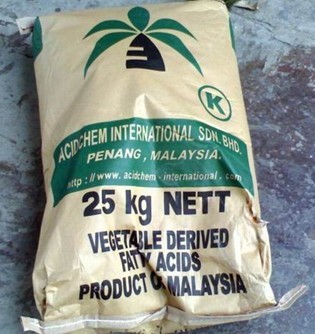 K
ACIDCHEM INTERNATIONAL SDN. BHD.
PENANG, MALAYSIA.
http://www.acidchem-international.com
25 kg NETT
VEGETABLE DERIVED
FATTY ACIDS
PRODUCT OF MALAYSIA